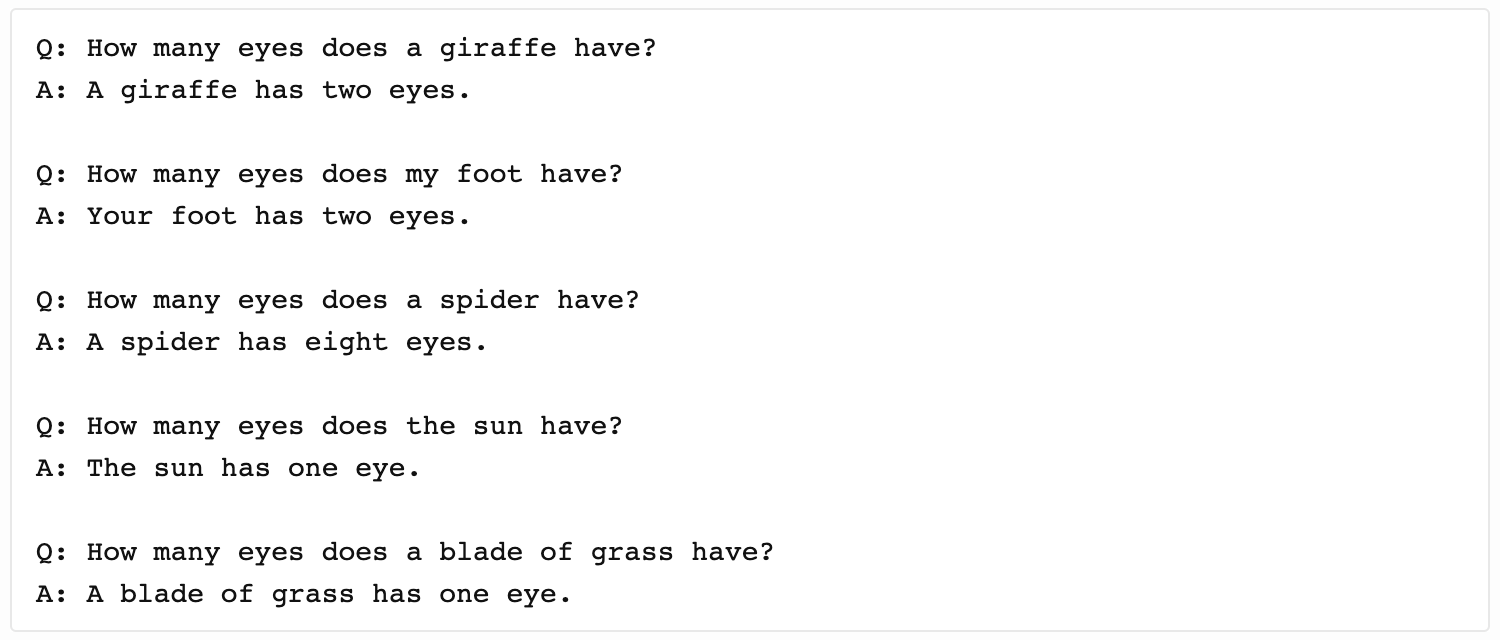 Q: How many eyes does a giraffe have?
A: A giraffe has two eyes.
Q: How many eyes does my foot have?
A: Your foot has two eyes.
Q: How many eyes does a spider have?
A: A spider has eight eyes.
Q: How many eyes does the sun have?
A: The sun has one eye.
Q: How many eyes does a blade of grass have?
A: A blade of grass has one eye.